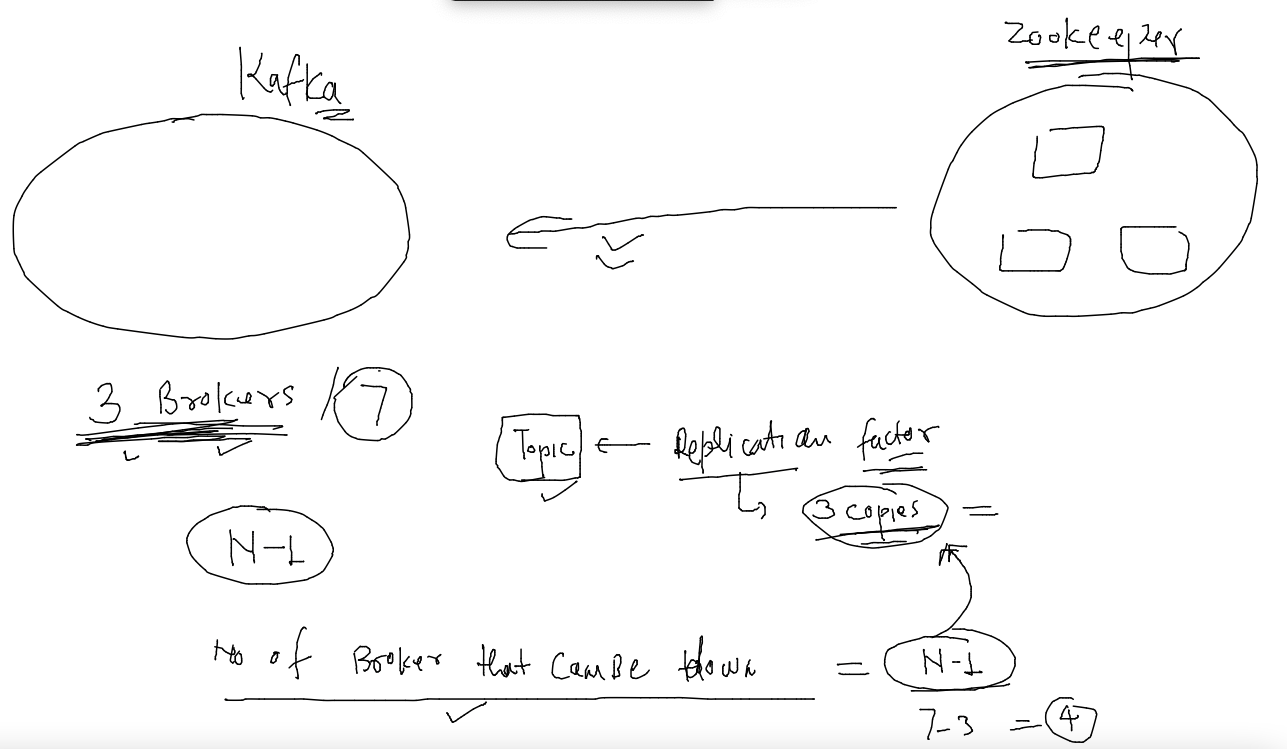 Zookeeper
Kafka
3 Brokers / 7
Topic ← Replication factor
3 copies =
N-1
No of Broker that can be down = N-1
7-3 = 4